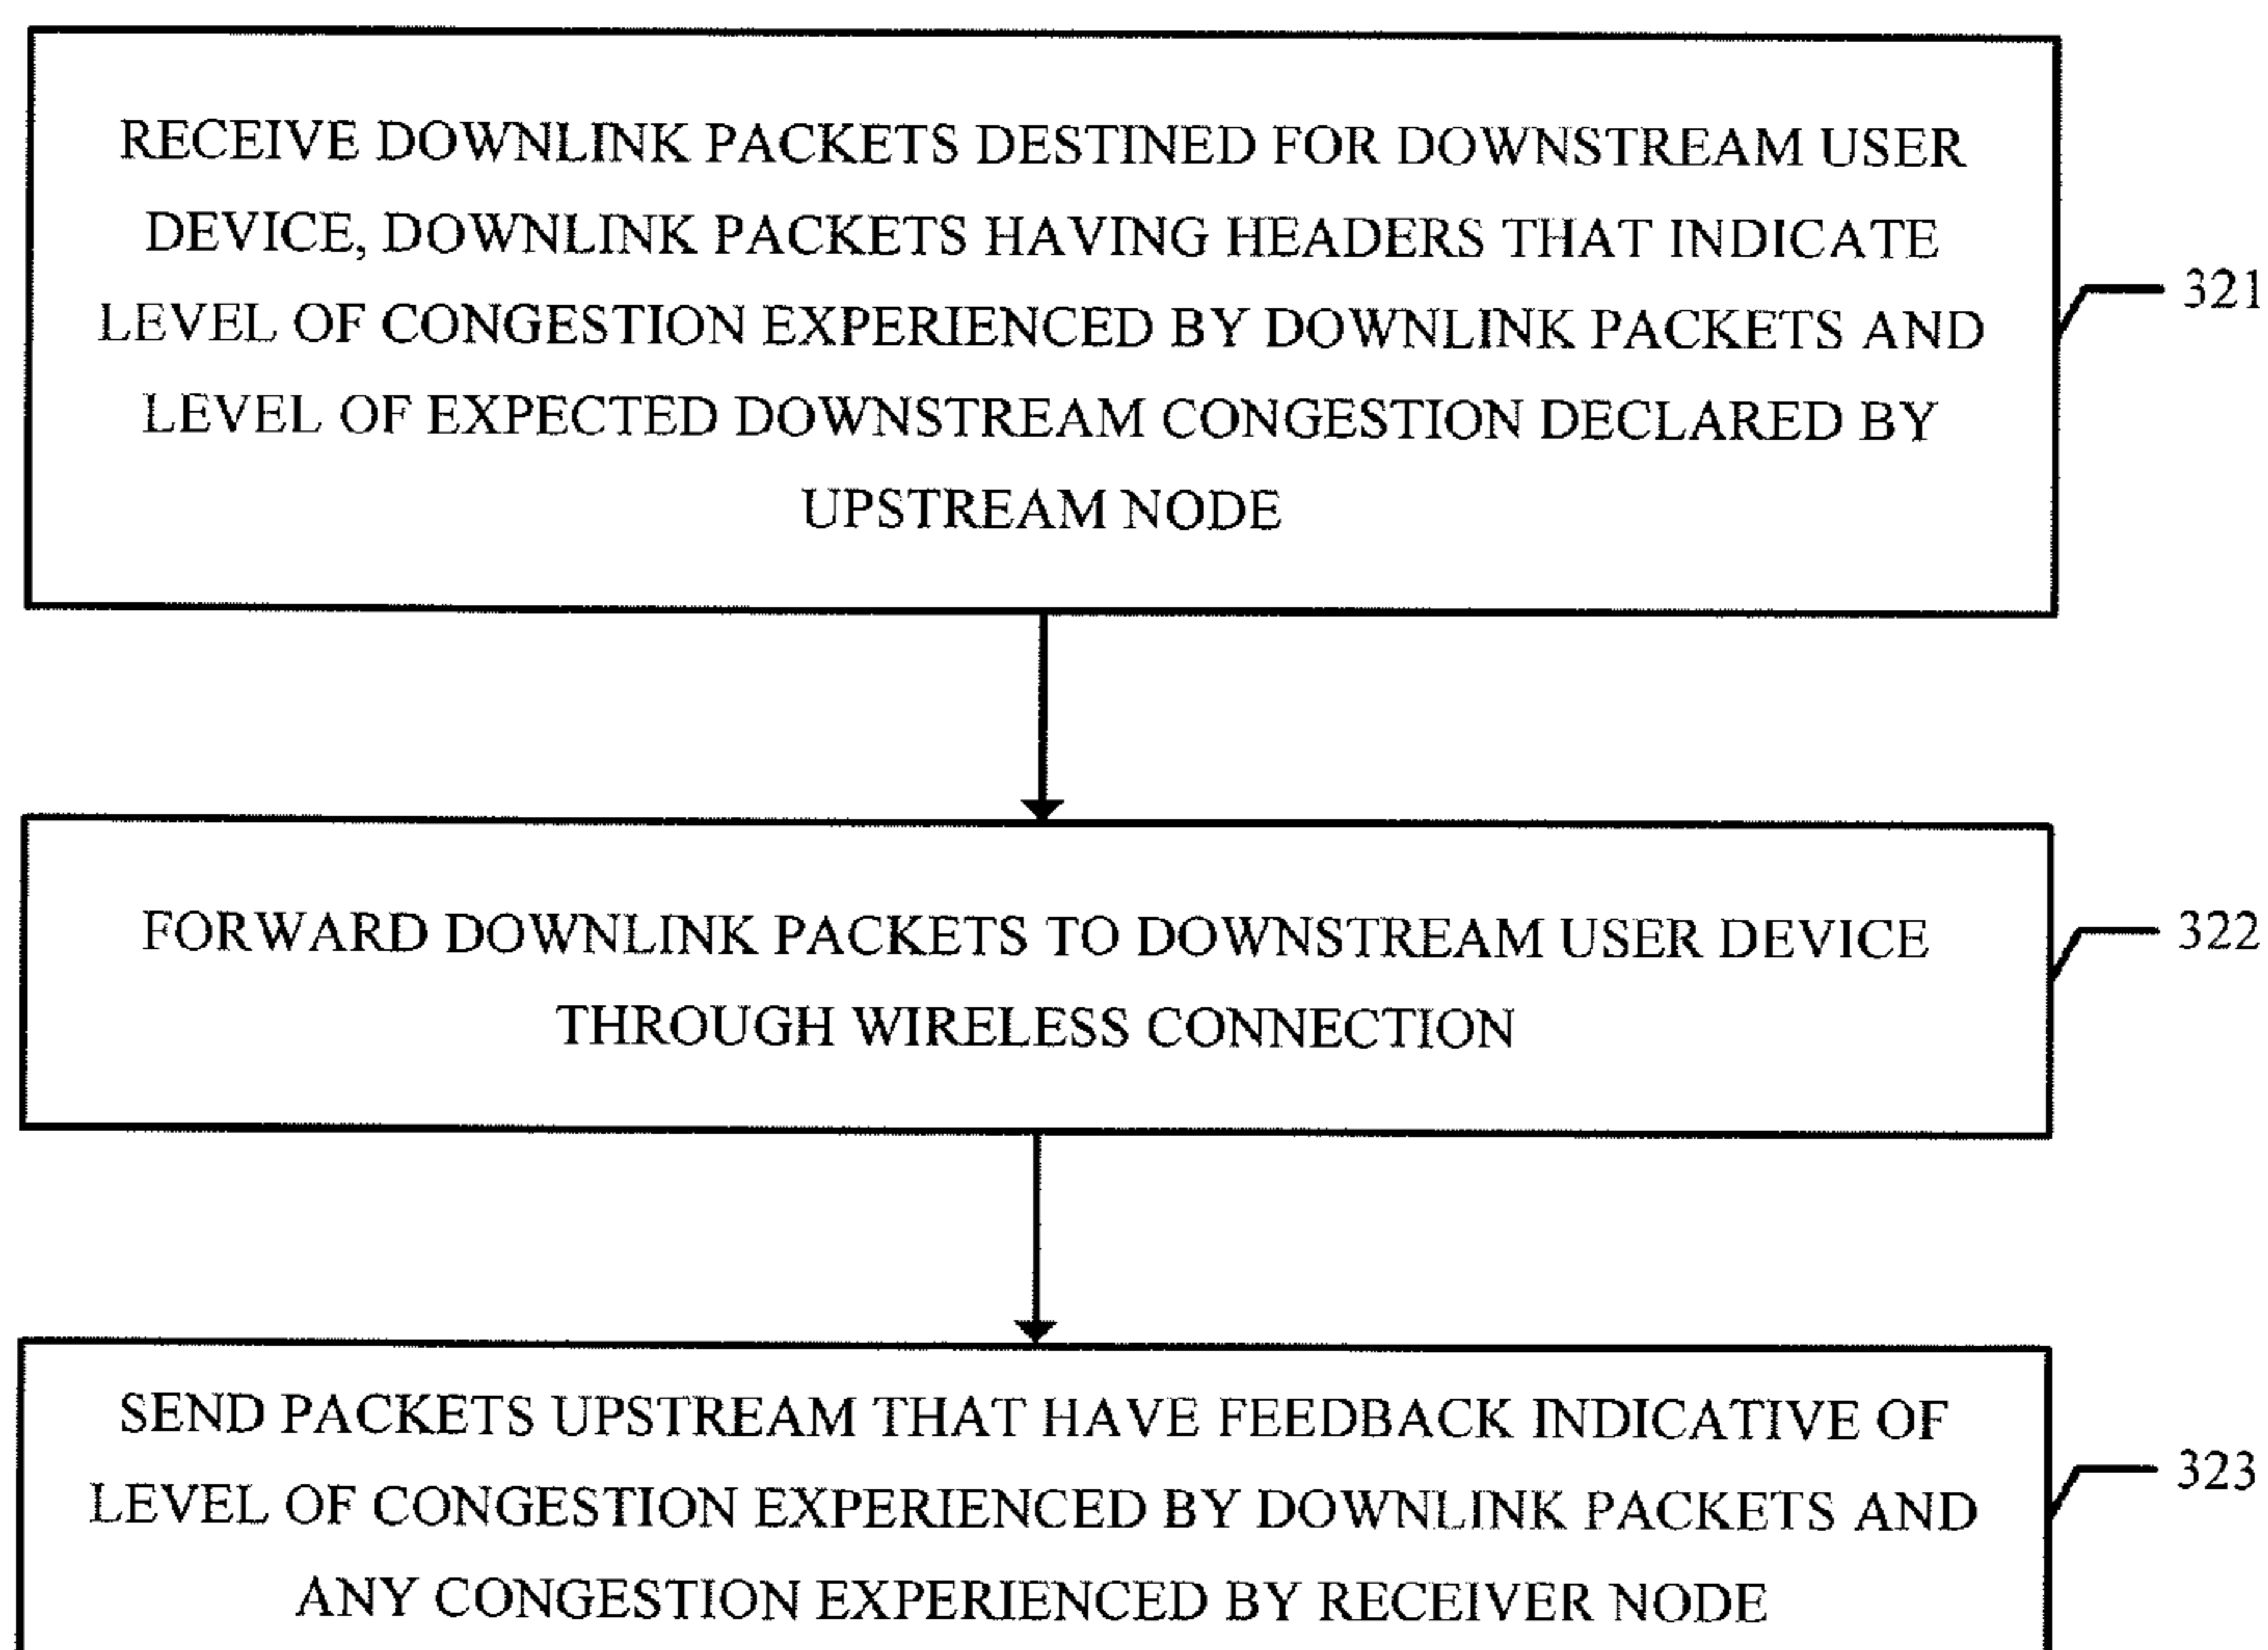 RECEIVE DOWNLINK PACKETS DESTINED FOR DOWNSTREAM USER
DEVICE, DOWNLINK PACKETS HAVING HEADERS THAT INDICATE
LEVEL OF CONGESTION EXPERIENCED BY DOWNLINK PACKETS AND
LEVEL OF EXPECTED DOWNSTREAM CONGESTION DECLARED BY
UPSTREAM NODE
321
FORWARD DOWNLINK PACKETS TO DOWNSTREAM USER DEVICE
THROUGH WIRELESS CONNECTION
322
SEND PACKETS UPSTREAM THAT HAVE FEEDBACK INDICATIVE OF
LEVEL OF CONGESTION EXPERIENCED BY DOWNLINK PACKETS AND
ANY CONGESTION EXPERIENCED BY RECEIVER NODE
323